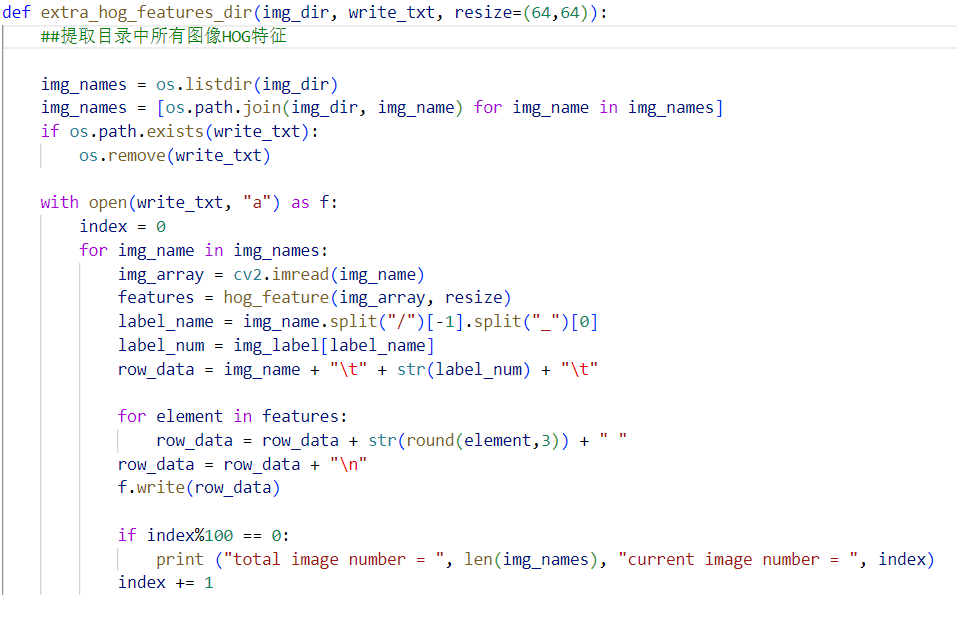 def extra_hog_features_dir(img_dir, write_txt, resize=(64,64)):
    ##提取目录中所有图像HOG特征
    img_names = os.listdir(img_dir)
    img_names = [os.path.join(img_dir, img_name) for img_name in img_names]
    if os.path.exists(write_txt):
        os.remove(write_txt)
    with open(write_txt, "a") as f:
        index = 0
        for img_name in img_names:
            img_array = cv2.imread(img_name)
            features = hog_feature(img_array, resize)
            label_name = img_name.split("/")[-1].split("_")[0]
            label_num = img_label[label_name]
            row_data = img_name + "\t" + str(label_num) + "\t"
            for element in features:
                row_data = row_data + str(round(element,3)) + " "
            row_data = row_data + "\n"
            f.write(row_data)
            if index%100 == 0:
                print ("total image number = ", len(img_names), "current image number = ", index)
            index += 1